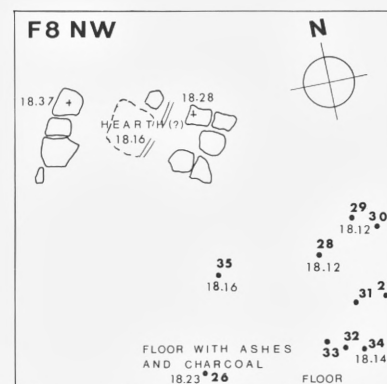 F8 NW
N
18.37
18.28
HEARTH(?)
18.16
29
18.12
30
28
18.12
35
18.16
31
32
33
34
18.14
FLOOR WITH ASHES
AND CHARCOAL
18.23 26
FLOOR